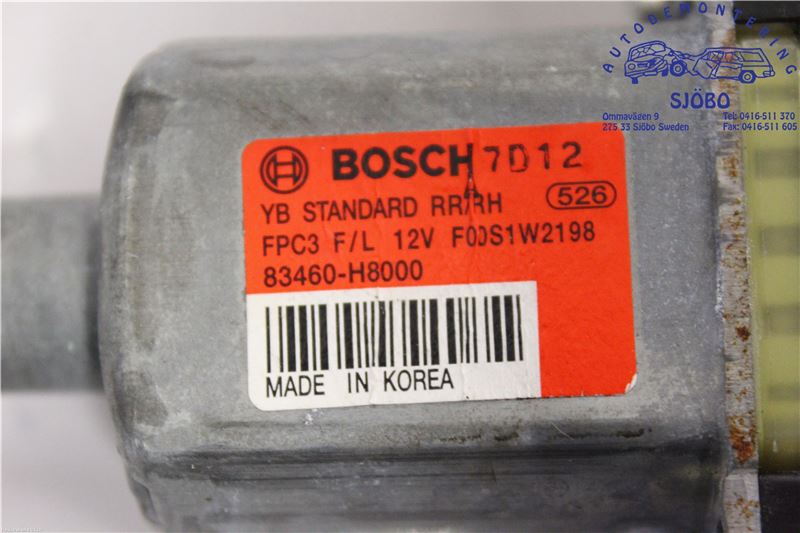 AUTODEMONTERING
SJÖBO
Ommavägen 9
275 33 Sjöbo Sweden
Tel: 0416-511 370
Fax: 0416-511 605
BOSCH 7D12
A
YB STANDARD RR/RH 526
FPC3 F/L 12V F00S1W2198
83460-H8000
MADE IN KOREA